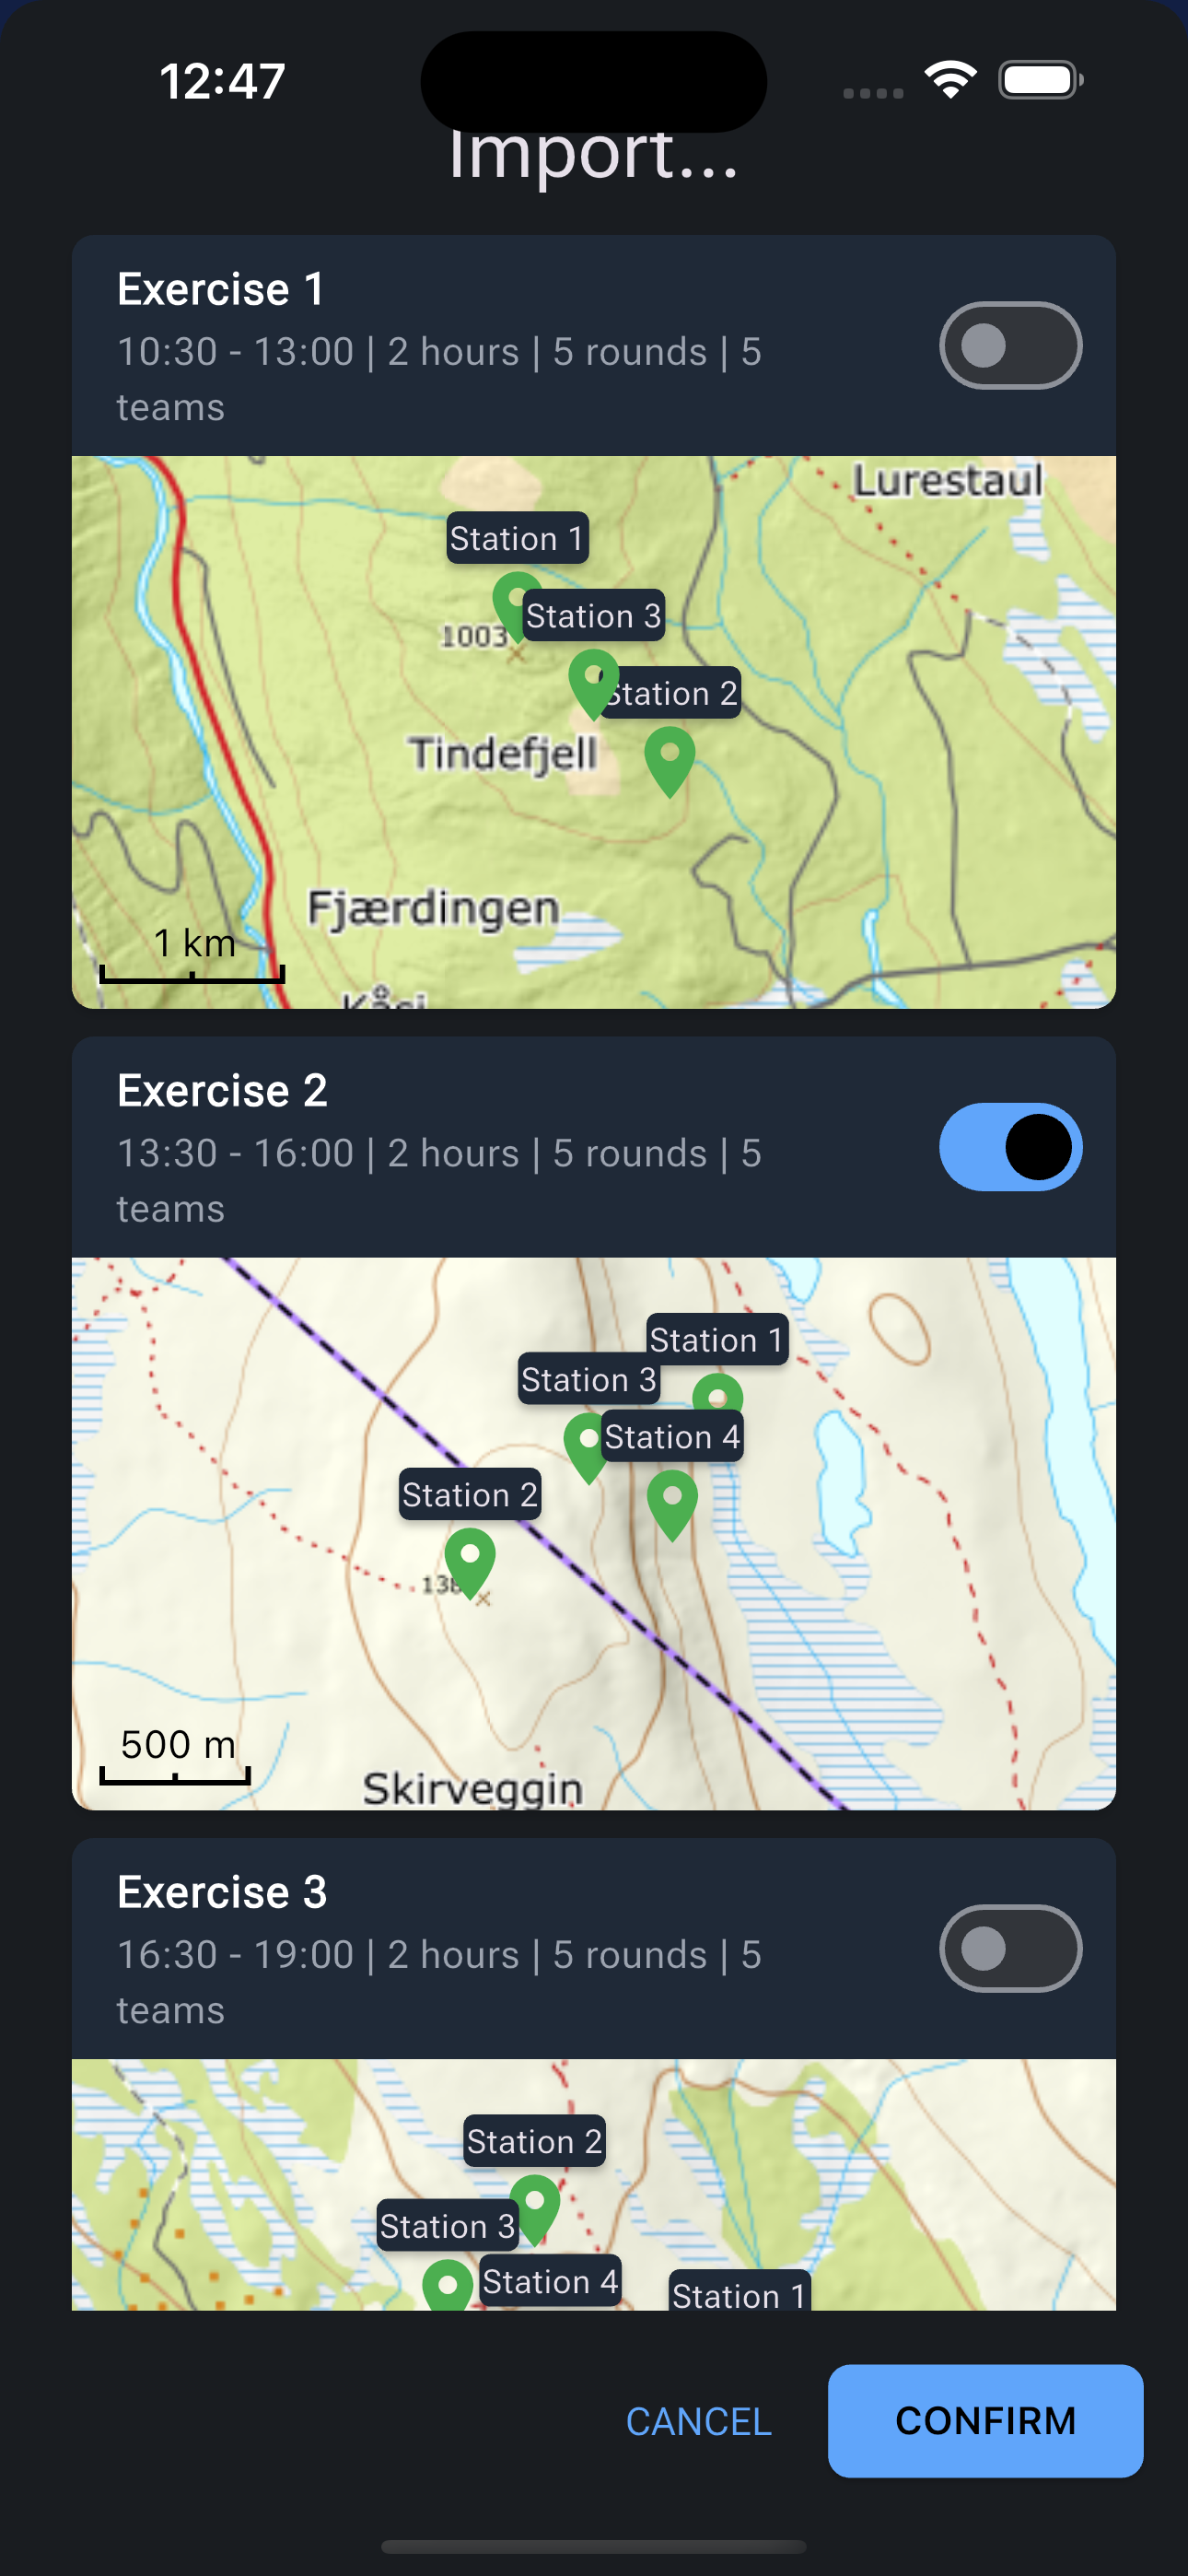 12:47
Import...
Exercise 1
10:30 - 13:00 | 2 hours | 5 rounds | 5
teams
Lurestaul
Station 1
Station 3
1003
Station 2
Tindefjell
Fjærdingen
1 km
Exercise 2
13:30 - 16:00 | 2 hours | 5 rounds | 5
teams
Station 1
Station 3
Station 4
Station 2
500 m
Skirveggin
Exercise 3
16:30 - 19:00 | 2 hours | 5 rounds | 5
teams
Station 2
Station 3
Station 4
Station 1
CANCEL
CONFIRM